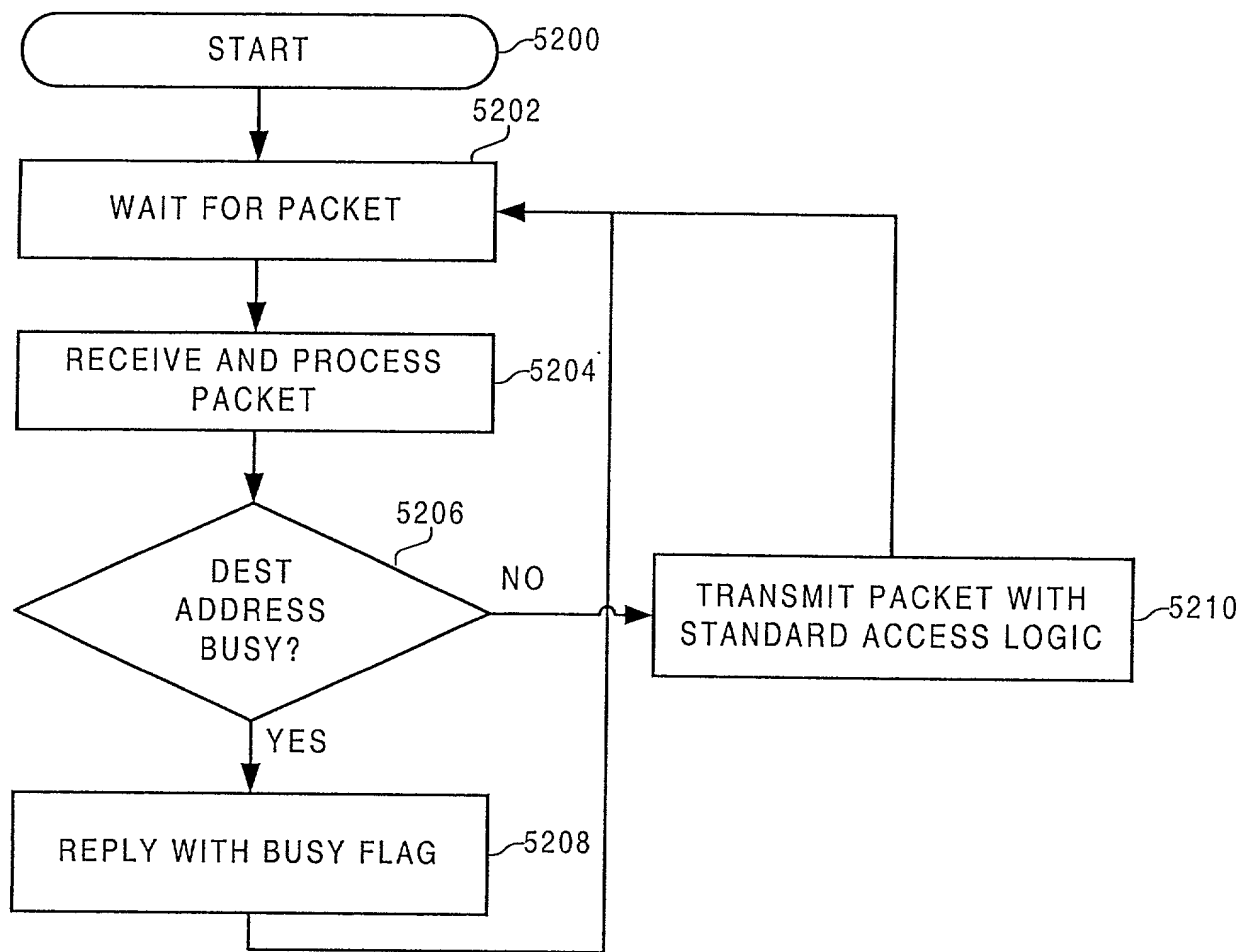 START
5200
5202
WAIT FOR PACKET
RECEIVE AND PROCESS
PACKET
5204
5206
DEST
ADDRESS
BUSY?
NO
TRANSMIT PACKET WITH
STANDARD ACCESS LOGIC
5210
YES
REPLY WITH BUSY FLAG
5208